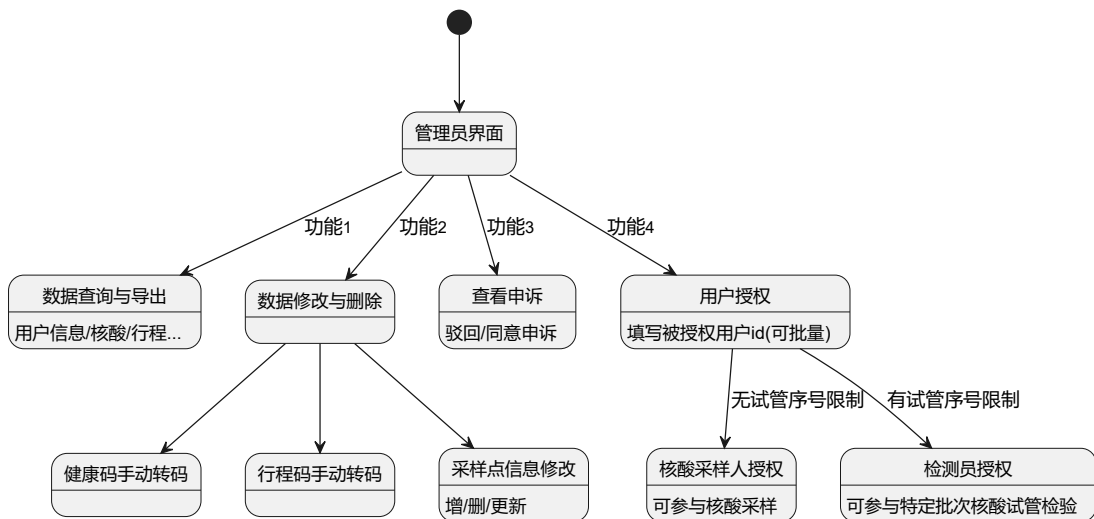 管理员界面
功能1
功能2
功能3
功能4
数据查询与导出
用户信息/核酸/行程...
数据修改与删除
查看申诉
驳回/同意申诉
用户授权
填写被授权用户id(可批量)
无试管序号限制
有试管序号限制
健康码手动转码
行程码手动转码
采样点信息修改
增/删/更新
核酸采样人授权
可参与核酸采样
检测员授权
可参与特定批次核酸试管检验